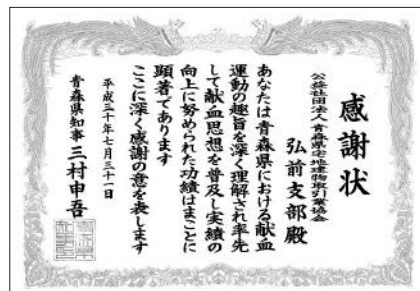 感謝状
公益社団法人青森県宅地建物取引業協会
弘前支部殿
あなたは青森県における献血
運動の趣旨を深く理解され率先
して献血思想を普及し実績の
向上に努められた功績はまことに
顕著であります
ここに深く感謝の意を表します
平成三十年七月三十一日
青森県知事 三村申吾